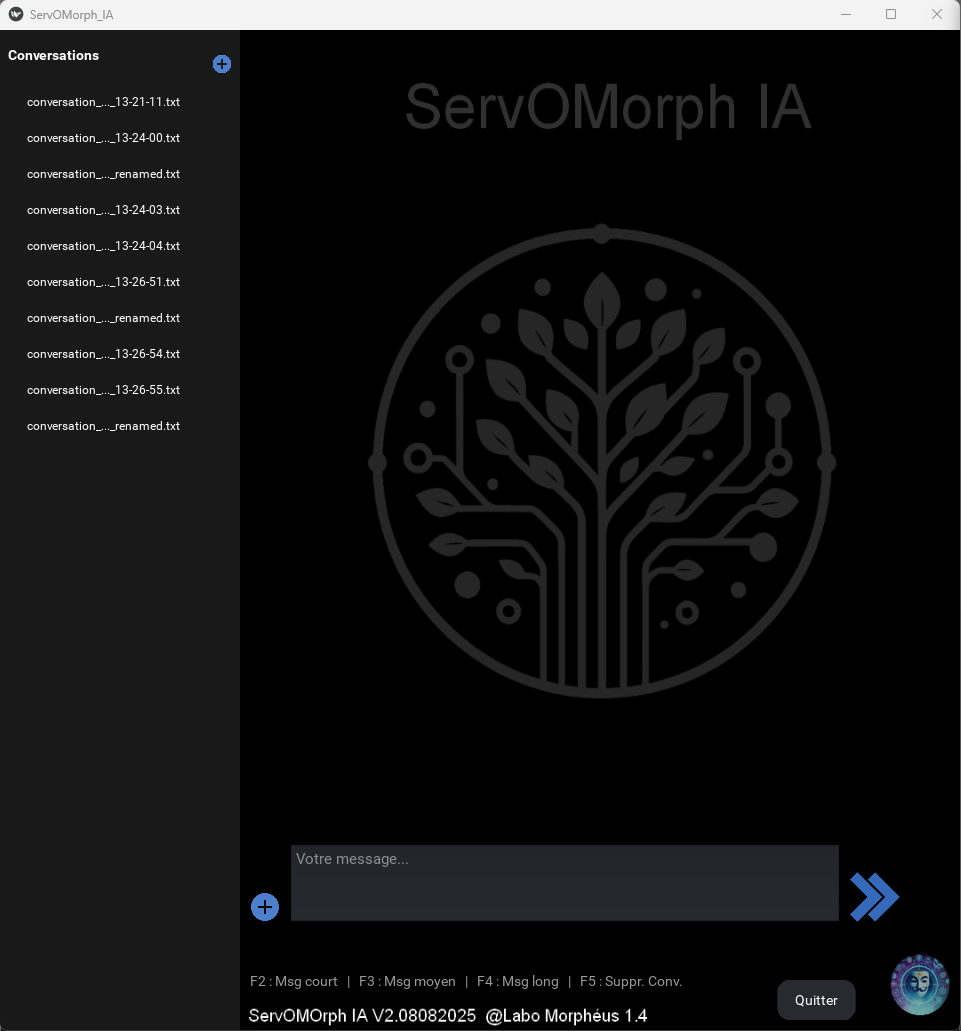 ServOMorph_IA
Conversations
conversation_..._13-21-11.txt
conversation_..._13-24-00.txt
conversation_..._renamed.txt
conversation_..._13-24-03.txt
conversation_..._13-24-04.txt
conversation_..._13-26-51.txt
conversation_..._renamed.txt
conversation_..._13-26-54.txt
conversation_..._13-26-55.txt
conversation_..._renamed.txt
ServOMorph IA
Votre message...
F2 : Msg court | F3 : Msg moyen | F4 : Msg long | F5 : Suppr. Conv.
Quitter
ServOMOrph IA V2.08082025 @Labo Morphéus 1.4